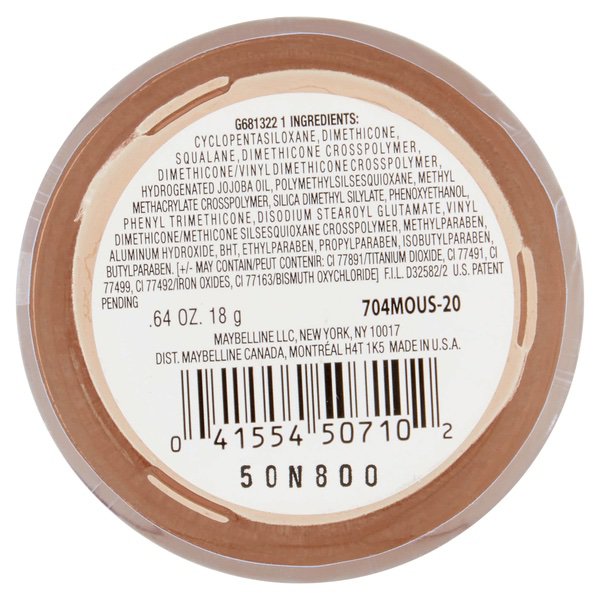 G681322 1 INGREDIENTS:
CYCLOPENTASILOXANE, DIMETHICONE,
SQUALANE, DIMETHICONE CROSSPOLYMER,
DIMETHICONE/VINYL DIMETHICONE CROSSPOLYMER,
HYDROGENATED JOJOBA OIL, POLYMETHYLSILSESQUIOXANE, METHYL
METHACRYLATE CROSSPOLYMER, SILICA DIMETHYL SILYLATE, PHENOXYETHANOL,
PHENYL TRIMETHICONE, DISODIUM STEAROYL GLUTAMATE, VINYL
DIMETHICONE/METHICONE SILSESQUIOXANE CROSSPOLYMER, METHYLPARABEN,
ALUMINUM HYDROXIDE, BHT, ETHYLPARABEN, PROPYLPARABEN, ISOBUTYLPARABEN,
BUTYLPARABEN. [+/- MAY CONTAIN/PEUT CONTENIR: CI 77891/TITANIUM DIOXIDE, CI 77491, CI
77499, CI 77492/IRON OXIDES, CI 77163/BISMUTH OXYCHLORIDE] F.I.L. D32582/2 U.S. PATENT
PENDING
.64 OZ. 18 g 704MOUS-20
MAYBELLINE LLC, NEW YORK, NY 10017
DIST. MAYBELLINE CANADA, MONTRÉAL H4T 1K5 MADE IN U.S.A.
0 41554 50710 2
50N800